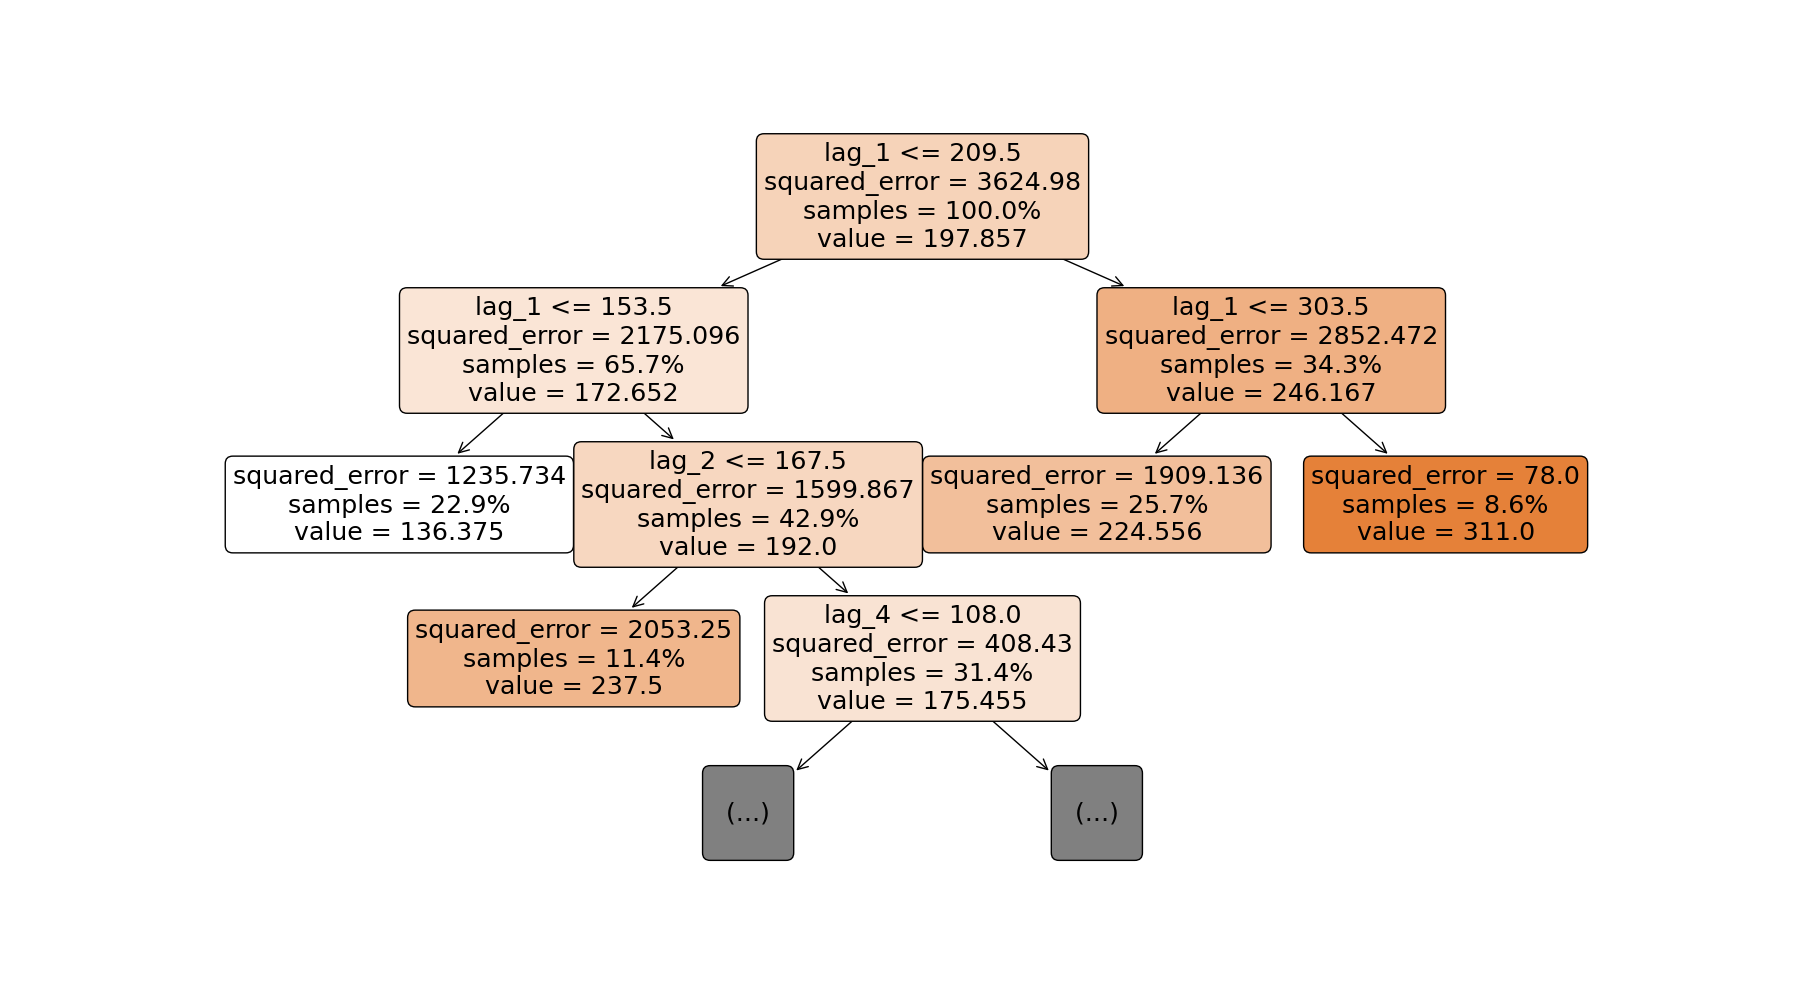 lag_1 <= 209.5
squared_error = 3624.98
samples = 100.0%
value = 197.857
lag_1 <= 153.5
squared_error = 2175.096
samples = 65.7%
value = 172.652
lag_1 <= 303.5
squared_error = 2852.472
samples = 34.3%
value = 246.167
squared_error = 1235.734
samples = 22.9%
value = 136.375
lag_2 <= 167.5
squared_error = 1599.867
samples = 42.9%
value = 192.0
squared_error = 1909.136
samples = 25.7%
value = 224.556
squared_error = 78.0
samples = 8.6%
value = 311.0
squared_error = 2053.25
samples = 11.4%
value = 237.5
lag_4 <= 108.0
squared_error = 408.43
samples = 31.4%
value = 175.455
(...)
(...)